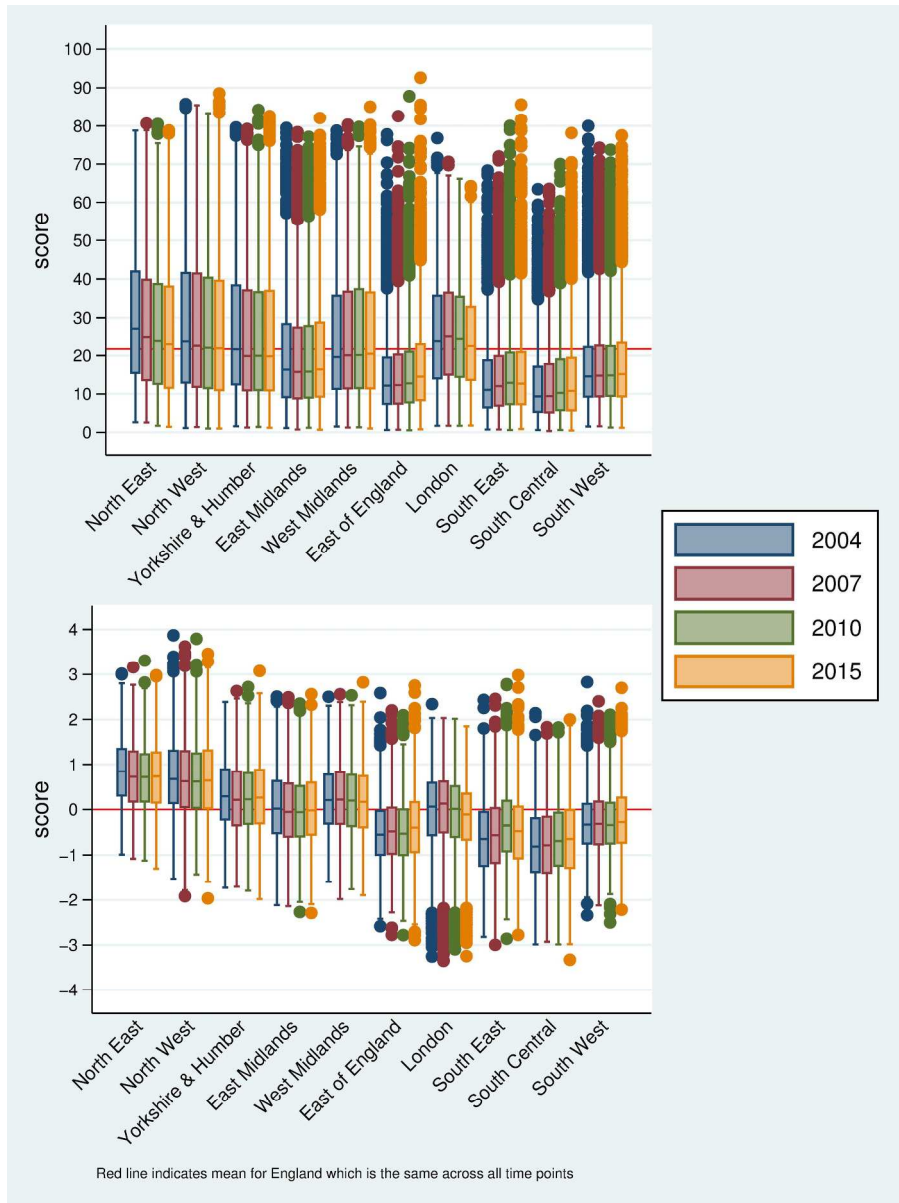 100
90
80
70
60
50
40
30
20
10
0
score
North East
North West
Yorkshire & Humber
East Midlands
West Midlands
East of England
London
South East
South Central
South West
2004
2007
2010
2015
4
3
2
1
0
−1
−2
−3
−4
score
North East
North West
Yorkshire & Humber
East Midlands
West Midlands
East of England
London
South East
South Central
South West
Red line indicates mean for England which is the same across all time points